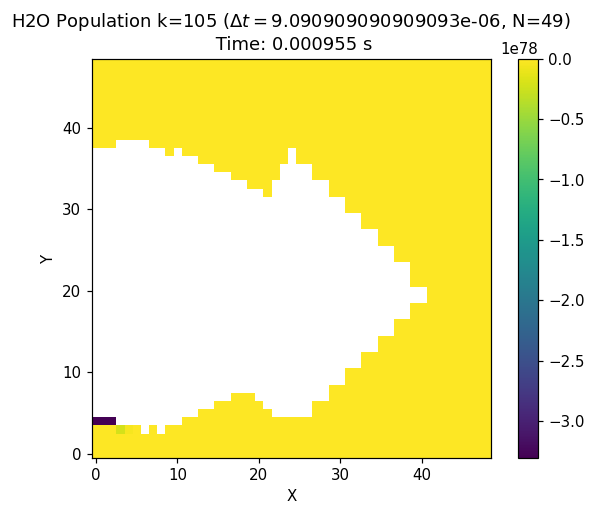 H2O Population k=105 (Δt = 9.090909090909093e-06, N=49)
Time: 0.000955 s
1e78
0.0
−0.5
−1.0
−1.5
−2.0
−2.5
−3.0
40
30
20
10
0
Y
0 10 20 30 40
X